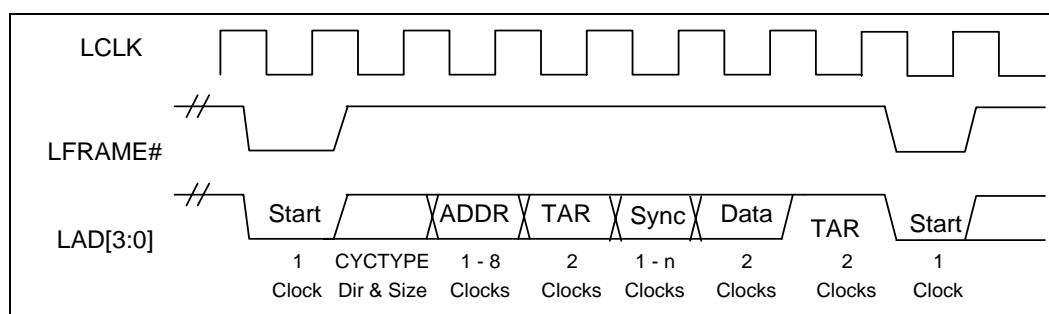 LCLK
LFRAME#
LAD[3:0]
Start ADDR TAR Sync Data TAR Start
1 CYCTYPE 1 - 8 2 1 - n 2 2 1
Clock Dir & Size Clocks Clocks Clocks Clocks Clocks Clock